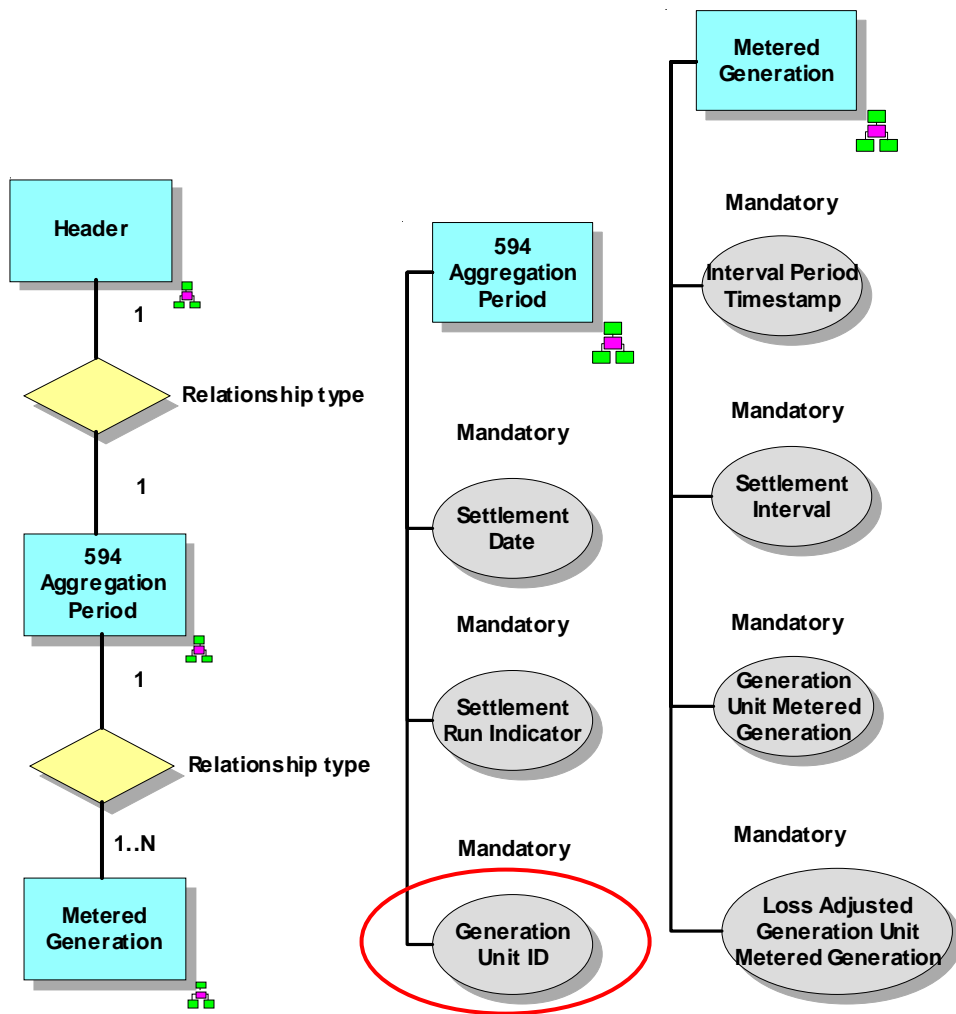 Header
1
Relationship type
1
594
Aggregation
Period
1
Relationship type
1..N
Metered
Generation
594
Aggregation
Period
Mandatory
Settlement
Date
Mandatory
Settlement
Run Indicator
Mandatory
Generation
Unit ID
Metered
Generation
Mandatory
Interval Period
Timestamp
Mandatory
Settlement
Interval
Mandatory
Generation
Unit Metered
Generation
Mandatory
Loss Adjusted
Generation Unit
Metered Generation